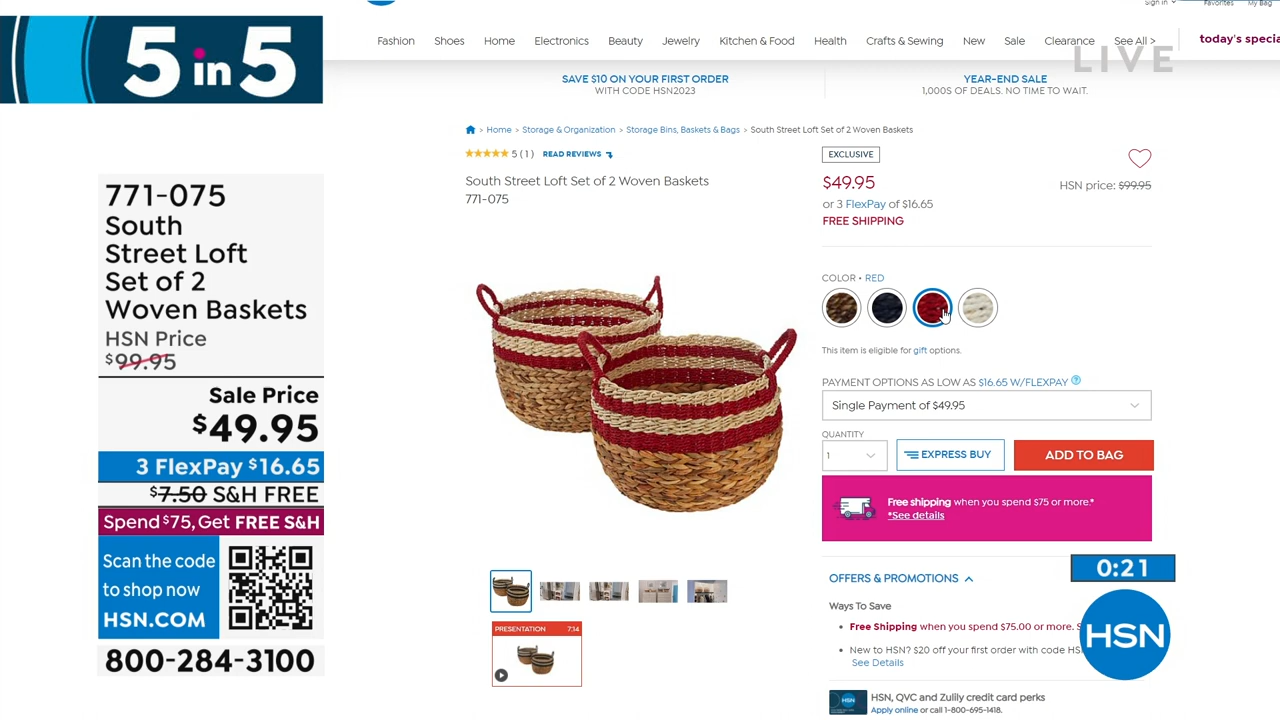 5 in 5
771-075
South
Street Loft
Set of 2
Woven Baskets
HSN Price
$99.95
Sale Price
$49.95
3 FlexPay $16.65
$7.50 S&H FREE
Spend $75, Get FREE S&H
Scan the code
to shop now
HSN.COM
800-284-3100
Sign in
Favorites
My Bag
Fashion Shoes Home Electronics Beauty Jewelry Kitchen & Food Health Crafts & Sewing New Sale Clearance See All >
today's specia
LIVE
SAVE $10 ON YOUR FIRST ORDER
WITH CODE HSN2023
YEAR-END SALE
1,000S OF DEALS. NO TIME TO WAIT.
> Home > Storage & Organization > Storage Bins, Baskets & Bags > South Street Loft Set of 2 Woven Baskets
5 ( 1 ) READ REVIEWS
South Street Loft Set of 2 Woven Baskets
771-075
EXCLUSIVE
$49.95
HSN price: $99.95
or 3 FlexPay of $16.65
FREE SHIPPING
COLOR • RED
This item is eligible for gift options.
PAYMENT OPTIONS AS LOW AS $16.65 W/FLEXPAY ?
Single Payment of $49.95
QUANTITY
1
EXPRESS BUY
ADD TO BAG
Free shipping when you spend $75 or more.*
*See details
PRESENTATION 7:14
OFFERS & PROMOTIONS
0:21
Ways To Save
• Free Shipping when you spend $75.00 or more. S
• New to HSN? $20 off your first order with code HS
See Details
HSN
HSN
HSN, QVC and Zulily credit card perks
Apply online or call 1-800-695-1418.